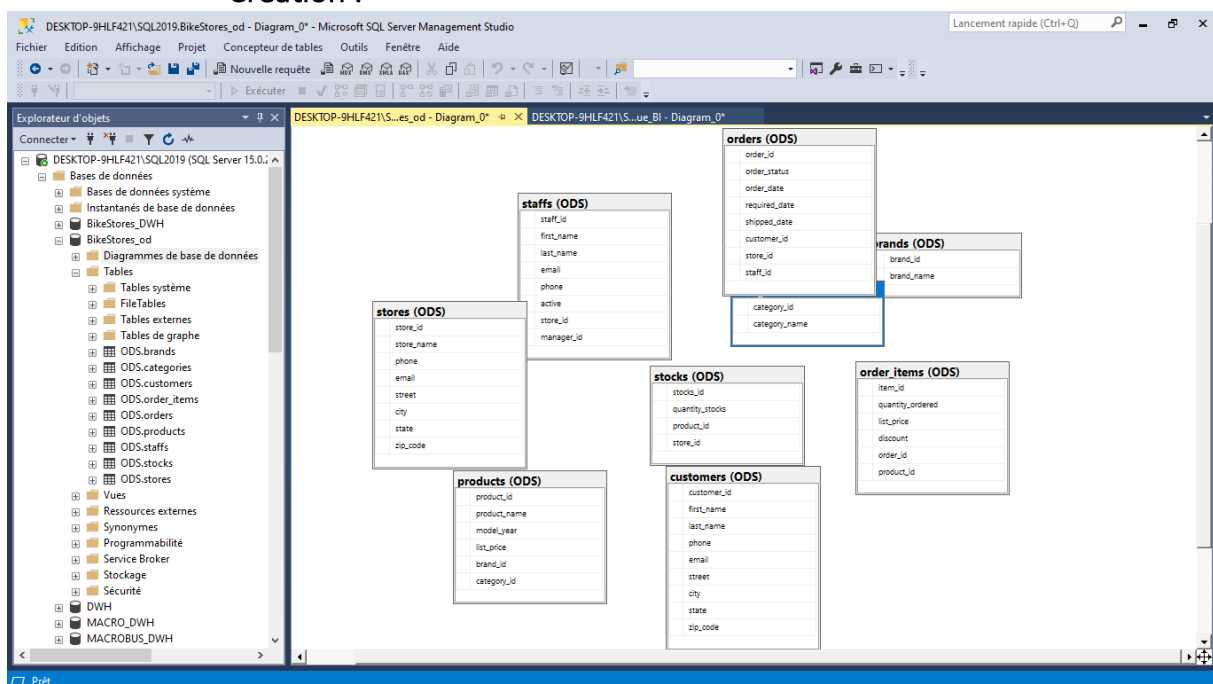 Création :
DESKTOP-9HLF421\SQL2019.BikeStores_od - Diagram_0* - Microsoft SQL Server Management Studio
Lancement rapide (Ctrl+Q)
Fichier Edition Affichage Projet Concepteur de tables Outils Fenêtre Aide
Nouvelle requête
Exécuter
Explorateur d'objets
Connecter
DESKTOP-9HLF421\SQL2019 (SQL Server 15.0.
Bases de données
Bases de données système
Instantanés de base de données
BikeStores_DWH
BikeStores_od
Diagrammes de base de données
Tables
Tables système
FileTables
Tables externes
Tables de graphe
ODS.brands
ODS.categories
ODS.customers
ODS.order_items
ODS.orders
ODS.products
ODS.staffs
ODS.stocks
ODS.stores
Vues
Ressources externes
Synonymes
Programmabilité
Service Broker
Stockage
Sécurité
DWH
MACRO_DWH
MACROBUS_DWH
DESKTOP-9HLF421\S...es_od - Diagram_0*
DESKTOP-9HLF421\S...ue_BI - Diagram_0*
orders (ODS)
order_id
order_status
order_date
required_date
shipped_date
customer_id
store_id
staff_id
staffs (ODS)
staff_id
first_name
last_name
email
phone
active
store_id
manager_id
rands (ODS)
brand_id
brand_name
category_id
category_name
stores (ODS)
store_id
store_name
phone
email
street
city
state
zip_code
stocks (ODS)
stocks_id
quantity_stocks
product_id
store_id
order_items (ODS)
item_id
quantity_ordered
list_price
discount
order_id
product_id
products (ODS)
product_id
product_name
model_year
list_price
brand_id
category_id
customers (ODS)
customer_id
first_name
last_name
phone
email
street
city
state
zip_code
Prêt